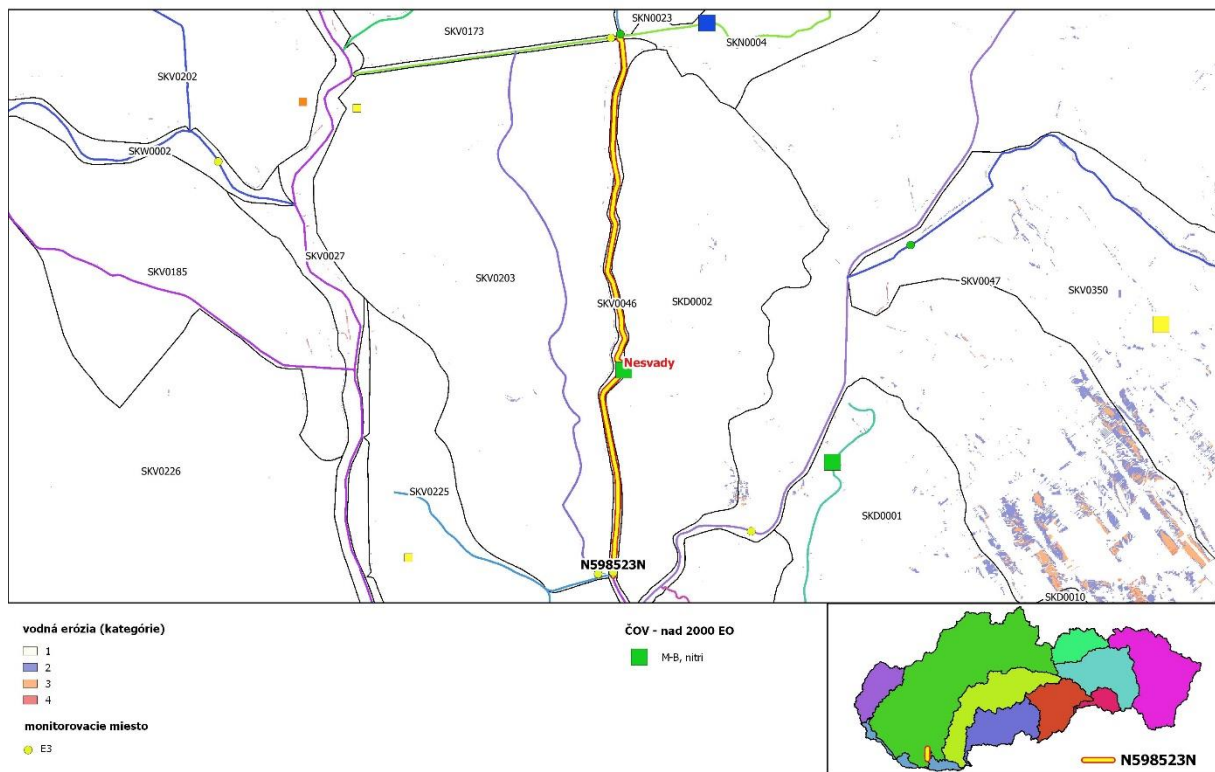 SKV0173
SKN0023
SKN0004
SKV0202
SKW0002
SKV0027
SKV0185
SKV0203
SKV0046
SKD0002
SKV0047
SKV0350
Nesvady
SKV0226
SKV0225
SKD0001
N598523N
SKD0010
vodná erózia (kategórie)
1
2
3
4
monitorovacie miesto
E3
ČOV - nad 2000 EO
M-B, nitri
N598523N